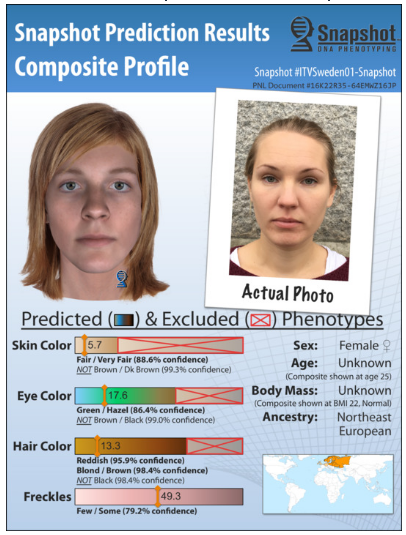 Snapshot Prediction Results
Composite Profile
Snapshot
DNA PHENOTYPING
Snapshot #ITVSweden01-Snapshot
PNL Document #16K22R35-64EMWZ16JP
Actual Photo
Predicted ( ) & Excluded ( ) Phenotypes
Skin Color 5.7
Fair / Very Fair (88.6% confidence)
NOT Brown / Dk Brown (99.3% confidence)
Eye Color 17.6
Green / Hazel (86.4% confidence)
NOT Brown / Black (99.0% confidence)
Hair Color 13.3
Reddish (95.9% confidence)
Blond / Brown (98.4% confidence)
NOT Black (98.4% confidence)
Freckles 49.3
Few / Some (79.2% confidence)
Sex: Female ♀
Age: Unknown
(Composite shown at age 25)
Body Mass: Unknown
(Composite shown at BMI 22, Normal)
Ancestry: Northeast
European